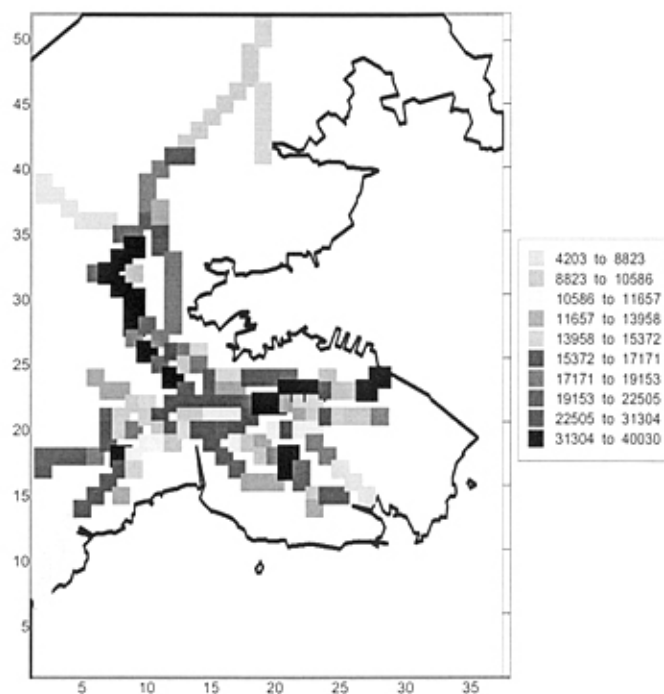 50
45
40
35
30
25
20
15
10
5
5 10 15 20 25 30 35
4203 to 8823
8823 to 10586
10586 to 11657
11657 to 13958
13958 to 15372
15372 to 17171
17171 to 19153
19153 to 22505
22505 to 31304
31304 to 40030